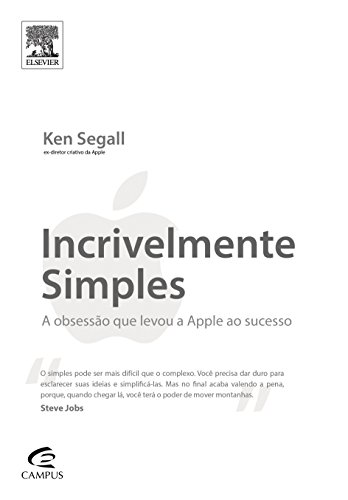 ELSEVIER
Ken Segall
ex-diretor criativo da Apple
Incrivelmente
Simples
A obsessão que levou a Apple ao sucesso
“
O simples pode ser mais difícil que o complexo. Você precisa dar duro para
esclarecer suas ideias e simplificá-las. Mas no final acaba valendo a pena,
porque, quando chegar lá, você terá o poder de mover montanhas.
”
Steve Jobs
CAMPUS